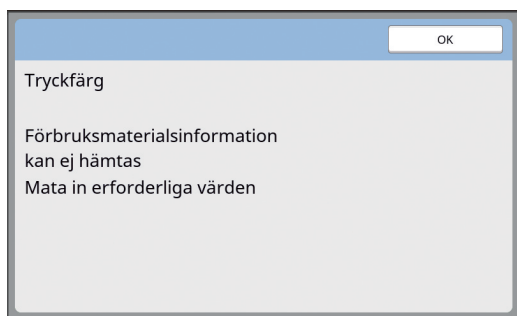 OK
Tryckfärg
Förbruksmaterialsinformation
kan ej hämtas
Mata in erforderliga värden